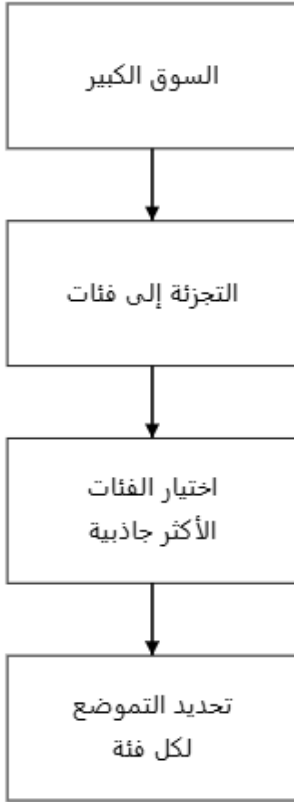 السوق الكبير
التجزئة إلى فئات
اختيار الفئات
الأكثر جاذبية
تحديد التموضع
لكل فئة